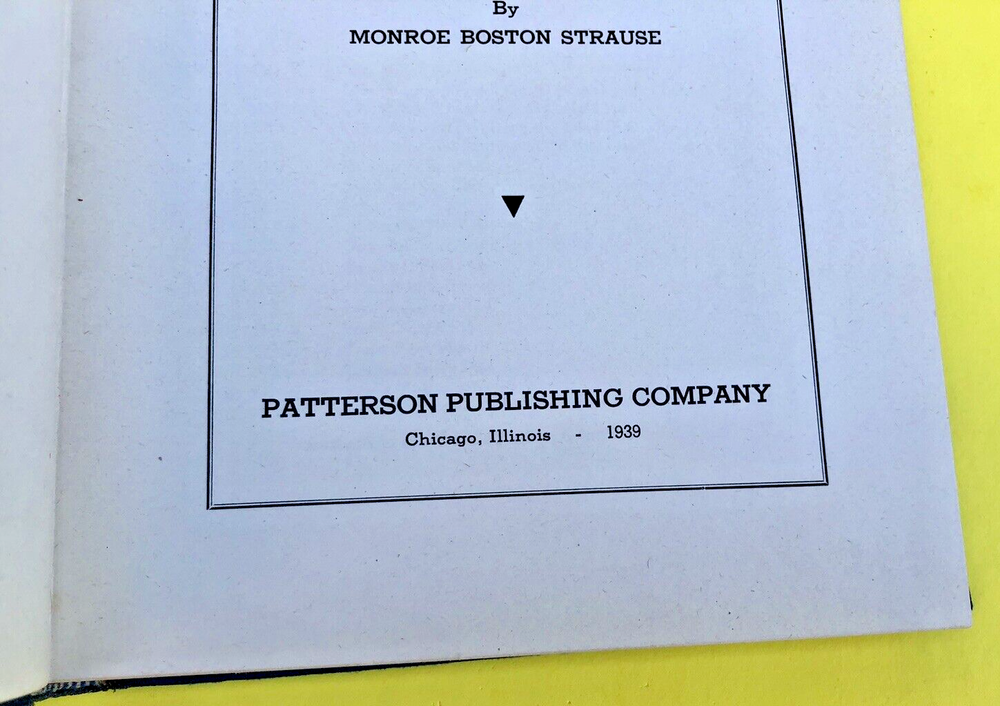 By
MONROE BOSTON STRAUSE
PATTERSON PUBLISHING COMPANY
Chicago, Illinois - 1939